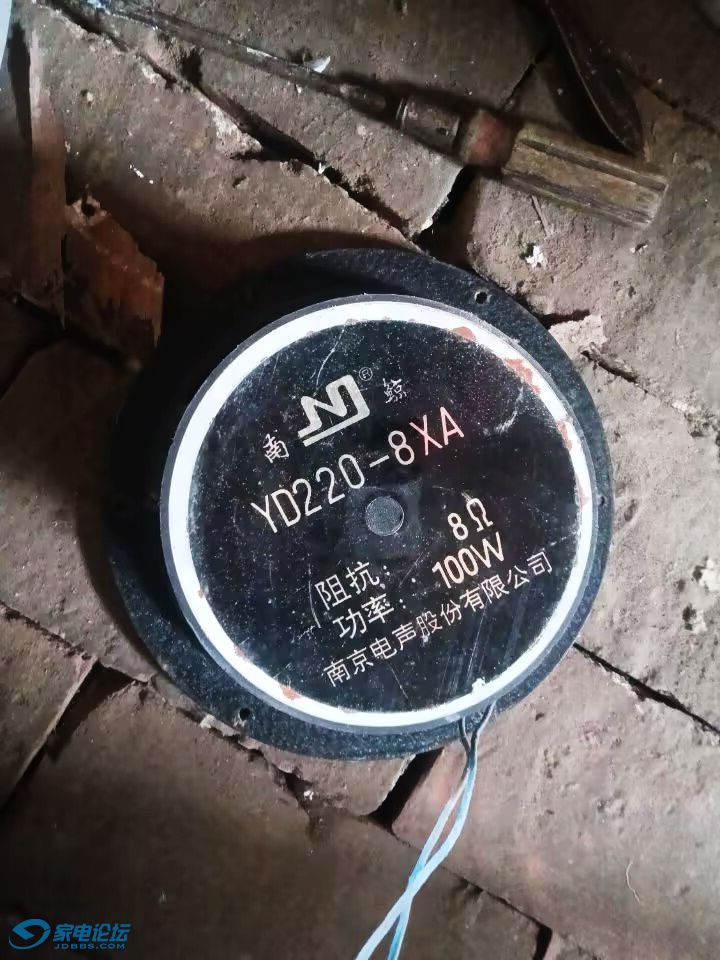 南鲸®
YD220-8XA
阻抗： 8Ω
功率： 100W
南京电声股份有限公司
家电论坛
JDBBS.COM